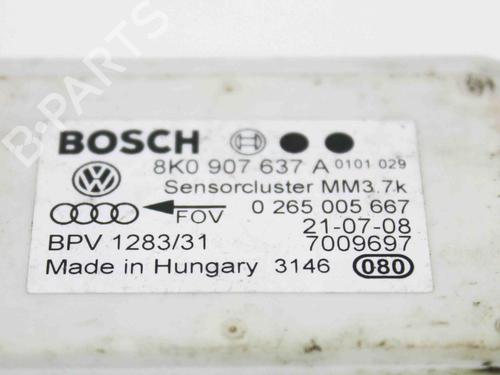 B-PARTS
BOSCH
8K0 907 637 A 0101 029
Sensorcluster MM3.7k
FOV 0 265 005 667
21-07-08
BPV 1283/31 7009697
Made in Hungary 3146 080